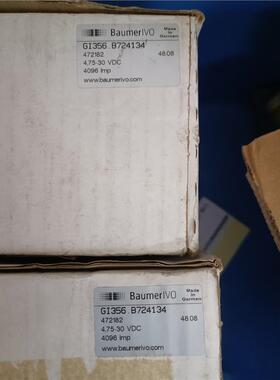 BaumerIVO
Made
in
Germany
GI356.B724134
472182
48.08
4,75-30 VDC
4096 Imp
www.baumerivo.com
BaumerIVO
Made
in
Germany
GI356.B724134
472182
48.08
4,75-30 VDC
4096 Imp
www.baumerivo.com